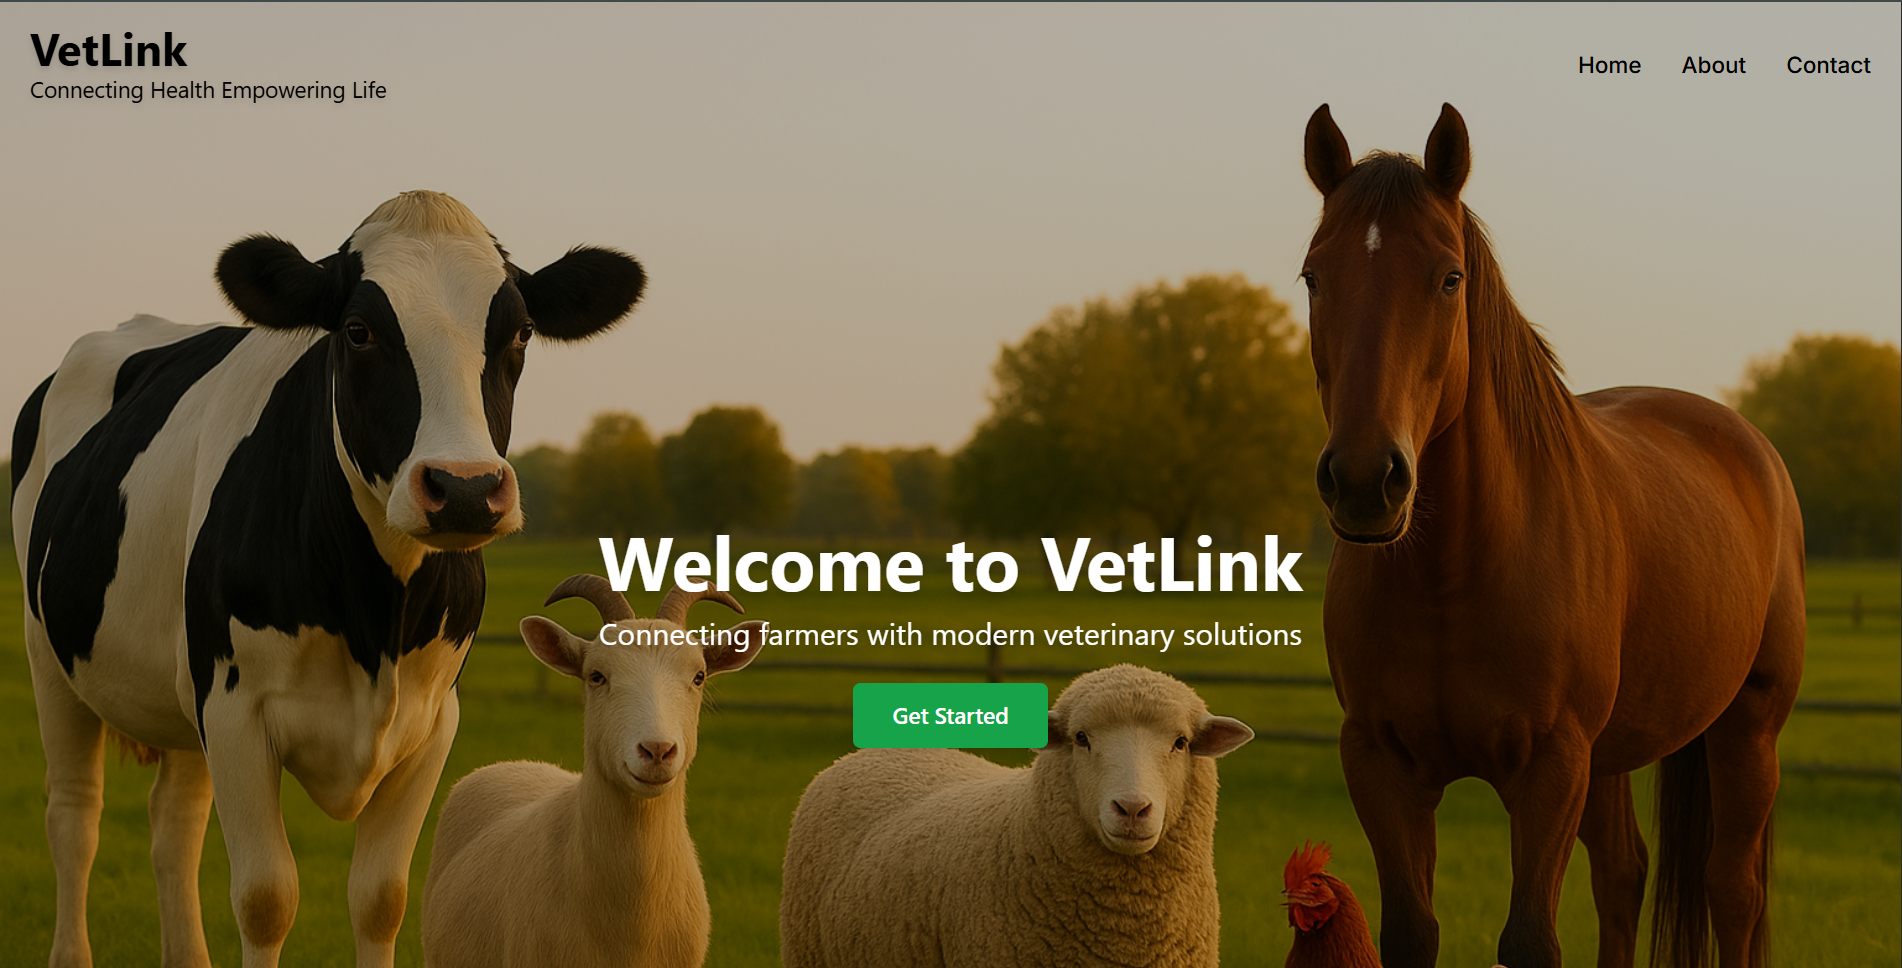 VetLink
Connecting Health Empowering Life
Home About Contact
Welcome to VetLink
Connecting farmers with modern veterinary solutions
Get Started